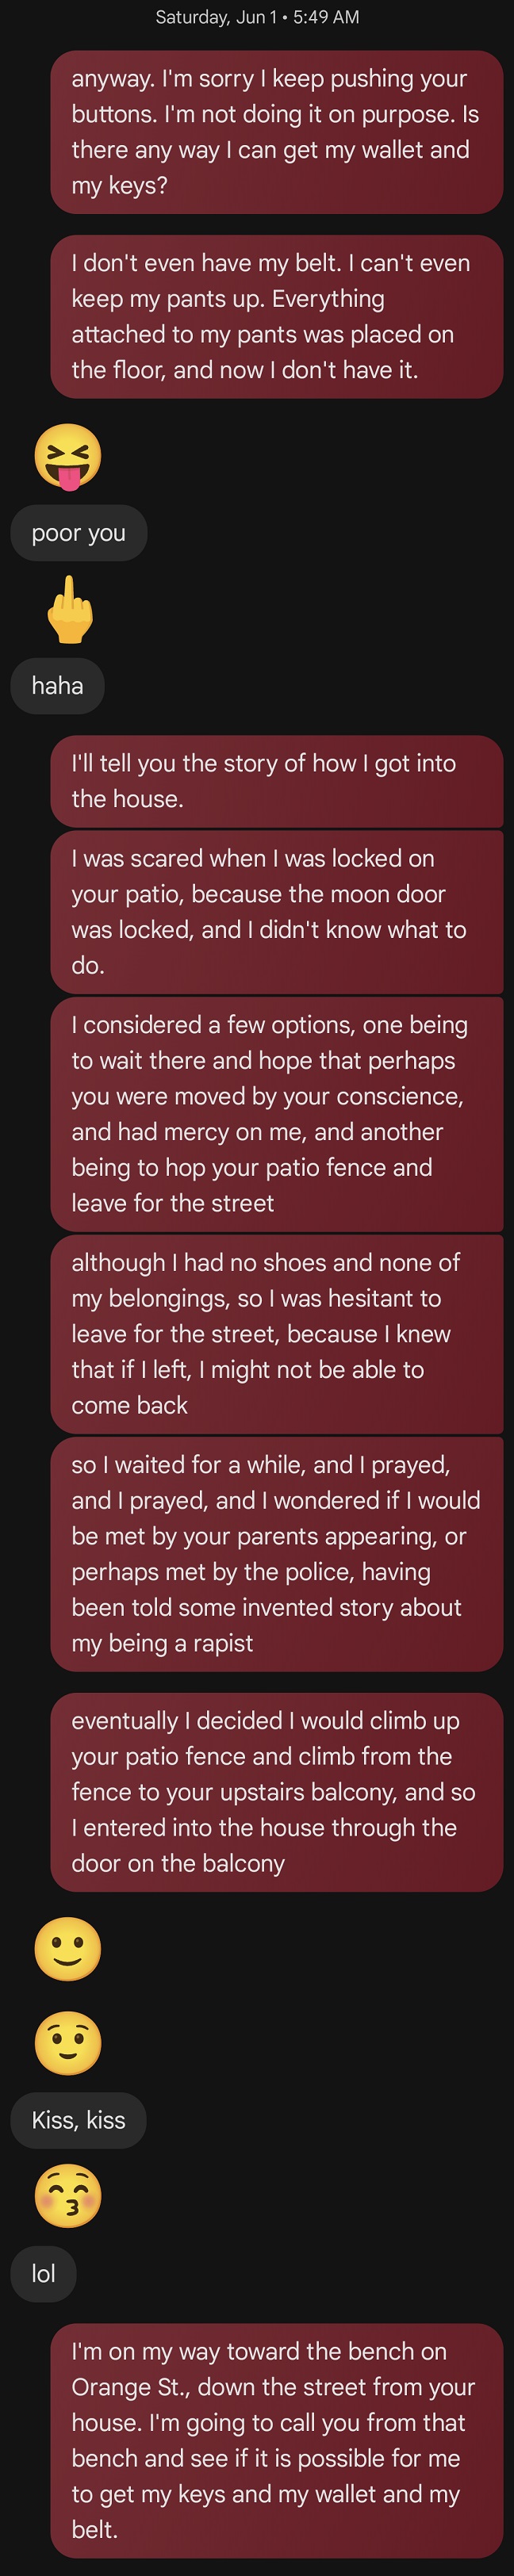 Saturday, Jun 1 • 5:49 AM
anyway. I'm sorry I keep pushing your
buttons. I'm not doing it on purpose. Is
there any way I can get my wallet and
my keys?
I don't even have my belt. I can't even
keep my pants up. Everything
attached to my pants was placed on
the floor, and now I don't have it.
poor you
haha
I'll tell you the story of how I got into
the house.
I was scared when I was locked on
your patio, because the moon door
was locked, and I didn't know what to
do.
I considered a few options, one being
to wait there and hope that perhaps
you were moved by your conscience,
and had mercy on me, and another
being to hop your patio fence and
leave for the street
although I had no shoes and none of
my belongings, so I was hesitant to
leave for the street, because I knew
that if I left, I might not be able to
come back
so I waited for a while, and I prayed,
and I prayed, and I wondered if I would
be met by your parents appearing, or
perhaps met by the police, having
been told some invented story about
my being a rapist
eventually I decided I would climb up
your patio fence and climb from the
fence to your upstairs balcony, and so
I entered into the house through the
door on the balcony
Kiss, kiss
lol
I'm on my way toward the bench on
Orange St., down the street from your
house. I'm going to call you from that
bench and see if it is possible for me
to get my keys and my wallet and my
belt.